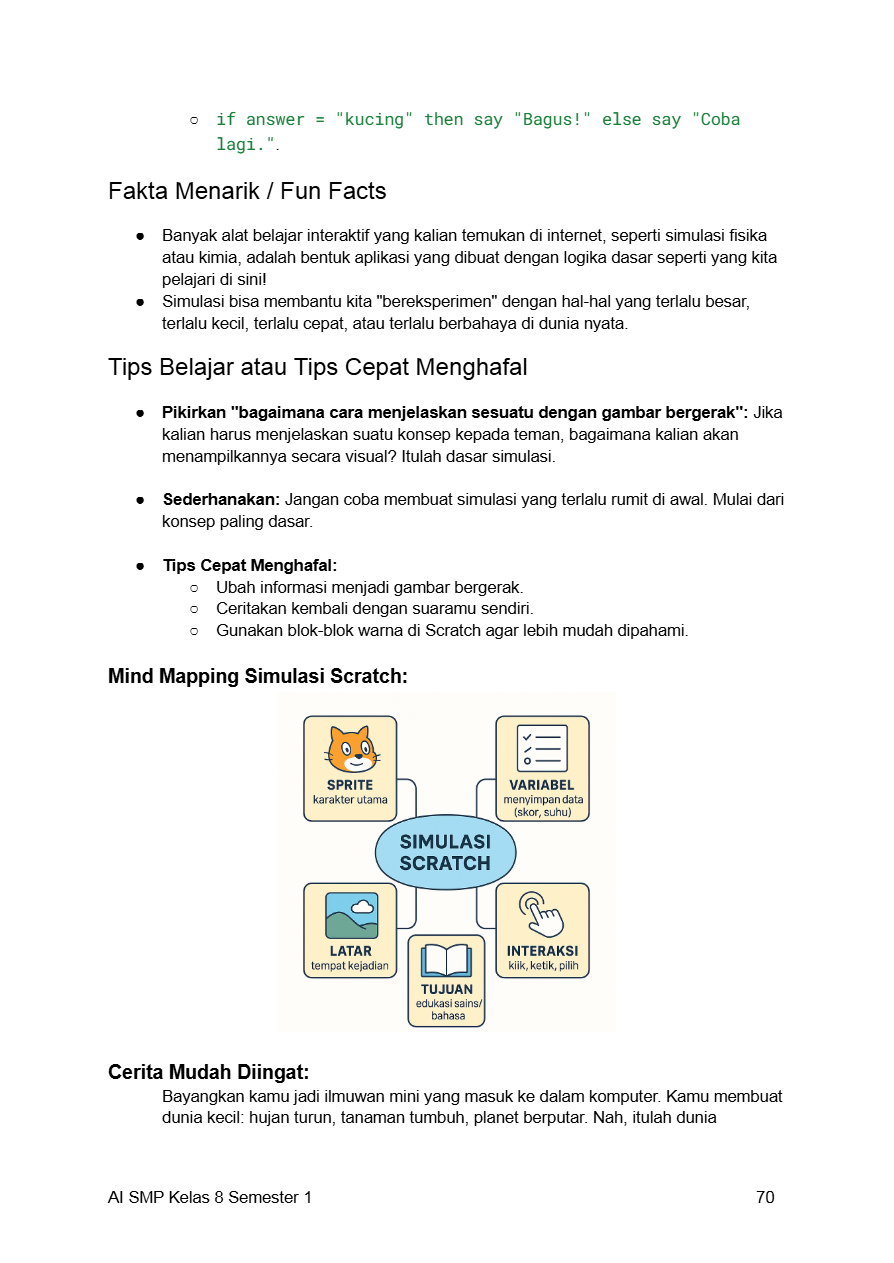 ○ if answer = "kucing" then say "Bagus!" else say "Coba
lagi.".
Fakta Menarik / Fun Facts
● Banyak alat belajar interaktif yang kalian temukan di internet, seperti simulasi fisika
atau kimia, adalah bentuk aplikasi yang dibuat dengan logika dasar seperti yang kita
pelajari di sini!
● Simulasi bisa membantu kita "bereksperimen" dengan hal-hal yang terlalu besar,
terlalu kecil, terlalu cepat, atau terlalu berbahaya di dunia nyata.
Tips Belajar atau Tips Cepat Menghafal
● Pikirkan "bagaimana cara menjelaskan sesuatu dengan gambar bergerak": Jika
kalian harus menjelaskan suatu konsep kepada teman, bagaimana kalian akan
menampilkannya secara visual? Itulah dasar simulasi.
● Sederhanakan: Jangan coba membuat simulasi yang terlalu rumit di awal. Mulai dari
konsep paling dasar.
● Tips Cepat Menghafal:
○ Ubah informasi menjadi gambar bergerak.
○ Ceritakan kembali dengan suaramu sendiri.
○ Gunakan blok-blok warna di Scratch agar lebih mudah dipahami.
Mind Mapping Simulasi Scratch:
SPRITE
karakter utama
VARIABEL
menyimpan data
(skor, suhu)
SIMULASI
SCRATCH
LATAR
tempat kejadian
INTERAKSI
kiik, ketik, pilih
TUJUAN
edukasi sains/
bahasa
Cerita Mudah Diingat:
Bayangkan kamu jadi ilmuwan mini yang masuk ke dalam komputer. Kamu membuat
dunia kecil: hujan turun, tanaman tumbuh, planet berputar. Nah, itulah dunia
AI SMP Kelas 8 Semester 1
70